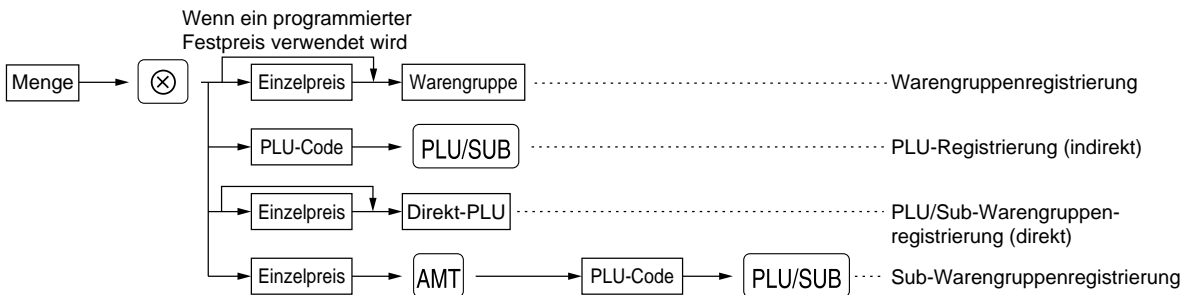 Wenn ein programmierter
Festpreis verwendet wird
Menge ⊗ Einzelpreis Warengruppe Warengruppenregistrierung
PLU-Code PLU/SUB PLU-Registrierung (indirekt)
Einzelpreis Direkt-PLU PLU/Sub-Warengruppen-
registrierung (direkt)
Einzelpreis AMT PLU-Code PLU/SUB Sub-Warengruppenregistrierung